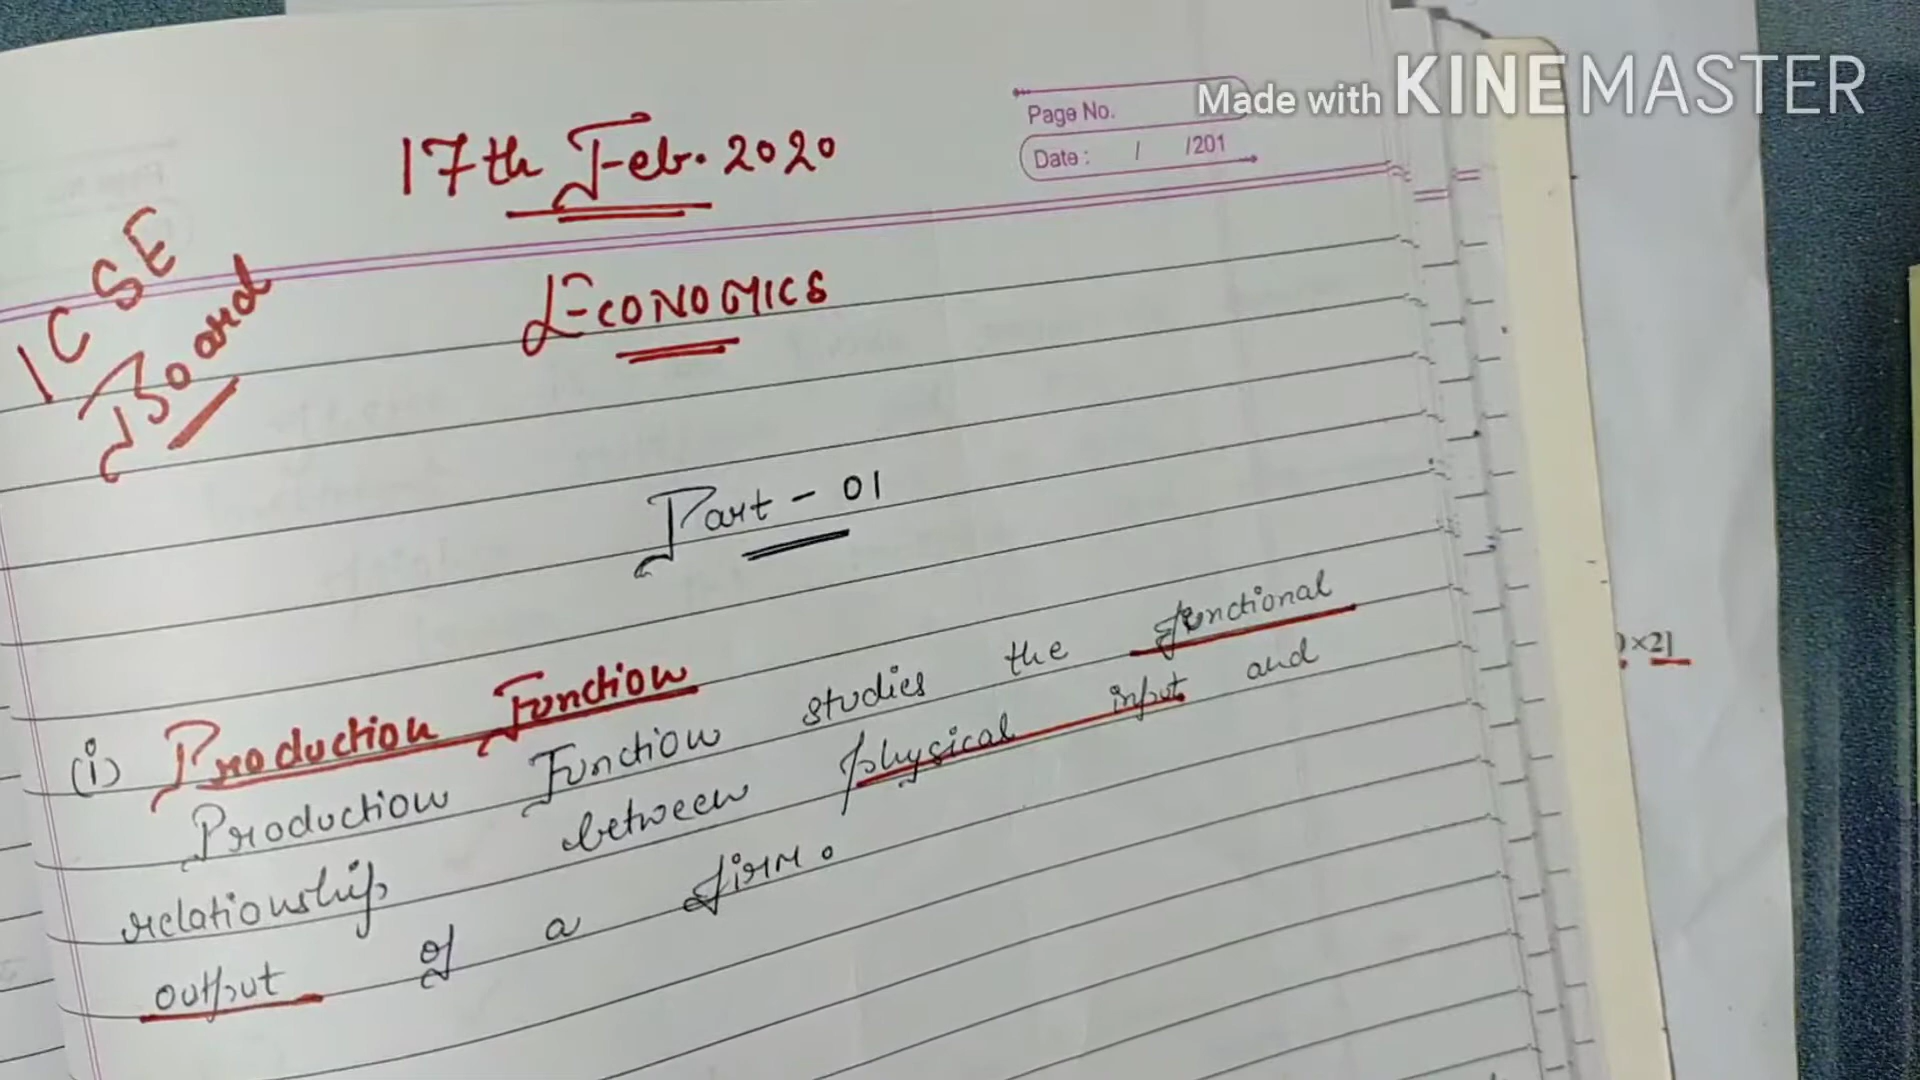 Made with KINEMASTER
Page No.
Date : / /201
17th Feb. 2020
ICSE
Board
ECONOMICS
Part - 01
(i) Production Function
Production Function studies the functional
relationship between physical input and
output of a firm.
×2]